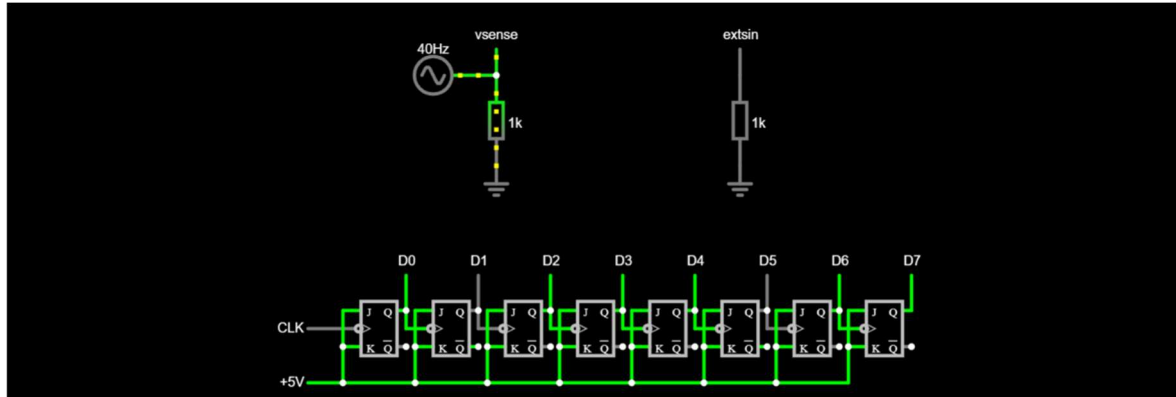 vsense extsin
40Hz
1k 1k
D0 D1 D2 D3 D4 D5 D6 D7
J Q J Q J Q J Q J Q J Q J Q J Q
CLK
K Q K Q K Q K Q K Q K Q K Q K Q
+5V